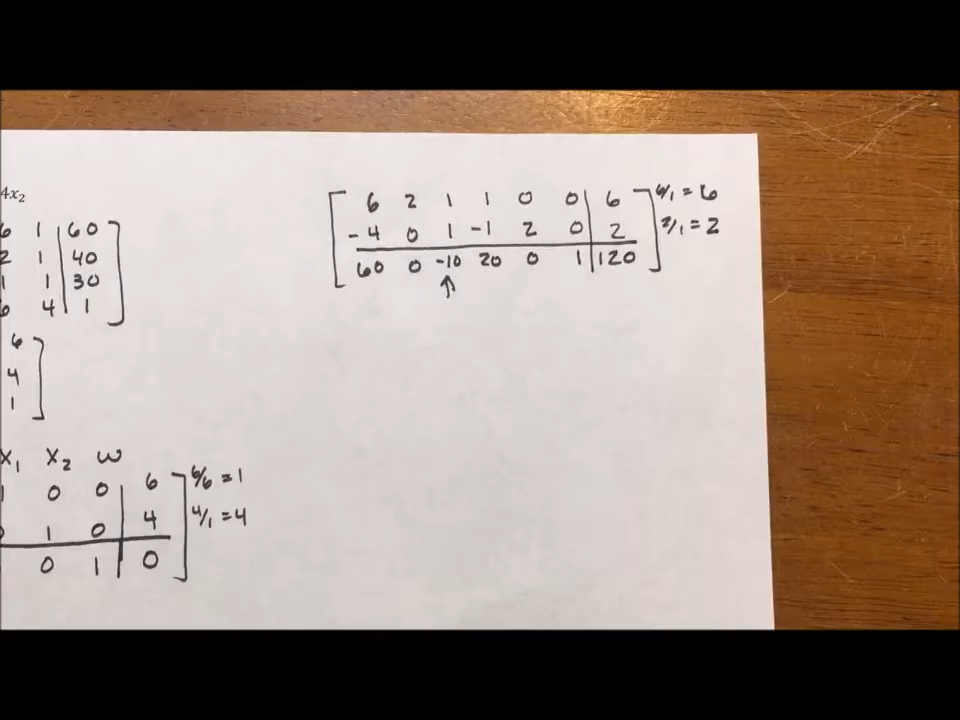 4x₂
6 1 | 60
2 1 | 40
1 1 | 30
6 4 | 1
6
4
1
x₁ x₂ w
1 0 0 | 6 6/6 = 1
0 1 0 | 4 4/1 = 4
0 1 | 0
6 2 1 1 0 0 | 6 6/1 = 6
-4 0 1 -1 2 0 | 2 2/1 = 2
60 0 -10 20 0 1 | 120
↑